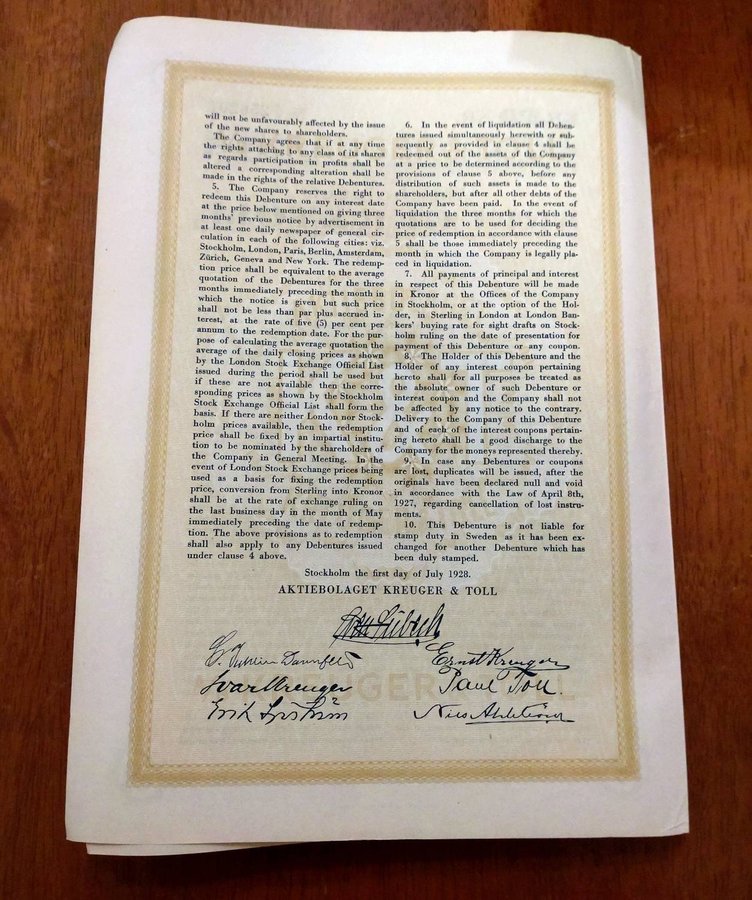 will not be unfavourably affected by the issue
of the new shares to shareholders.
The Company agrees that if at any time
the rights attaching to any class of its shares
as regards participation in profits shall be
altered a corresponding alteration shall be
made in the rights of the relative Debentures.
5. The Company reserves the right to
redeem this Debenture on any interest date
at the price below mentioned on giving three
months' previous notice by advertisement in
at least one daily newspaper of general cir-
culation in each of the following cities: viz.
Stockholm, London, Paris, Berlin, Amsterdam,
Zürich, Geneva and New York. The redemp-
tion price shall be equivalent to the average
quotation of the Debentures for the three
months immediately preceding the month in
which the notice is given but such price
shall not be less than par plus accrued in-
terest, at the rate of five (5) per cent per
annum to the redemption date. For the pur-
pose of calculating the average quotation the
average of the daily closing prices as shown
by the London Stock Exchange Official List
issued during the period shall be used but
if these are not available then the corre-
sponding prices as shown by the Stockholm
Stock Exchange Official List shall form the
basis. If there are neither London nor Stock-
holm prices available, then the redemption
price shall be fixed by an impartial institu-
tion to be nominated by the shareholders of
the Company in General Meeting. In the
event of London Stock Exchange prices being
used as a basis for fixing the redemption
price, conversion from Sterling into Kronor
shall be at the rate of exchange ruling on
the last business day in the month of May
immediately preceding the date of redemp-
tion. The above provisions as to redemption
shall also apply to any Debentures issued
under clause 4 above.
6. In the event of liquidation all Deben-
tures issued simultaneously herewith or sub-
sequently as provided in clause 4 shall be
redeemed out of the assets of the Company
at a price to be determined according to the
provisions of clause 5 above, before any
distribution of such assets is made to the
shareholders, but after all other debts of the
Company have been paid. In the event of
liquidation the three months for which the
quotations are to be used for deciding the
price of redemption in accordance with clause
5 shall be those immediately preceding the
month in which the Company is legally pla-
ced in liquidation.
7. All payments of principal and interest
in respect of this Debenture will be made
in Kronor at the Offices of the Company
in Stockholm, or at the option of the Hol-
der, in Sterling in London at London Ban-
kers' buying rate for sight drafts on Stock-
holm ruling on the date of presentation for
payment of this Debenture or any coupon.
8. The Holder of this Debenture and the
Holder of any interest coupon pertaining
hereto shall for all purposes be treated as
the absolute owner of such Debenture or
interest coupon and the Company shall not
be affected by any notice to the contrary.
Delivery to the Company of this Debenture
and of each of the interest coupons pertain-
ing hereto shall be a good discharge to the
Company for the moneys represented thereby.
9. In case any Debentures or coupons
are lost, duplicates will be issued, after the
originals have been declared null and void
in accordance with the Law of April 8th,
1927, regarding cancellation of lost instru-
ments.
10. This Debenture is not liable for
stamp duty in Sweden as it has been ex-
changed for another Debenture which has
been duly stamped.
Stockholm the first day of July 1928.
AKTIEBOLAGET KREUGER & TOLL
Ernst Kreuger
Ivar Kreuger
Paul Toll.
Erik
Nils